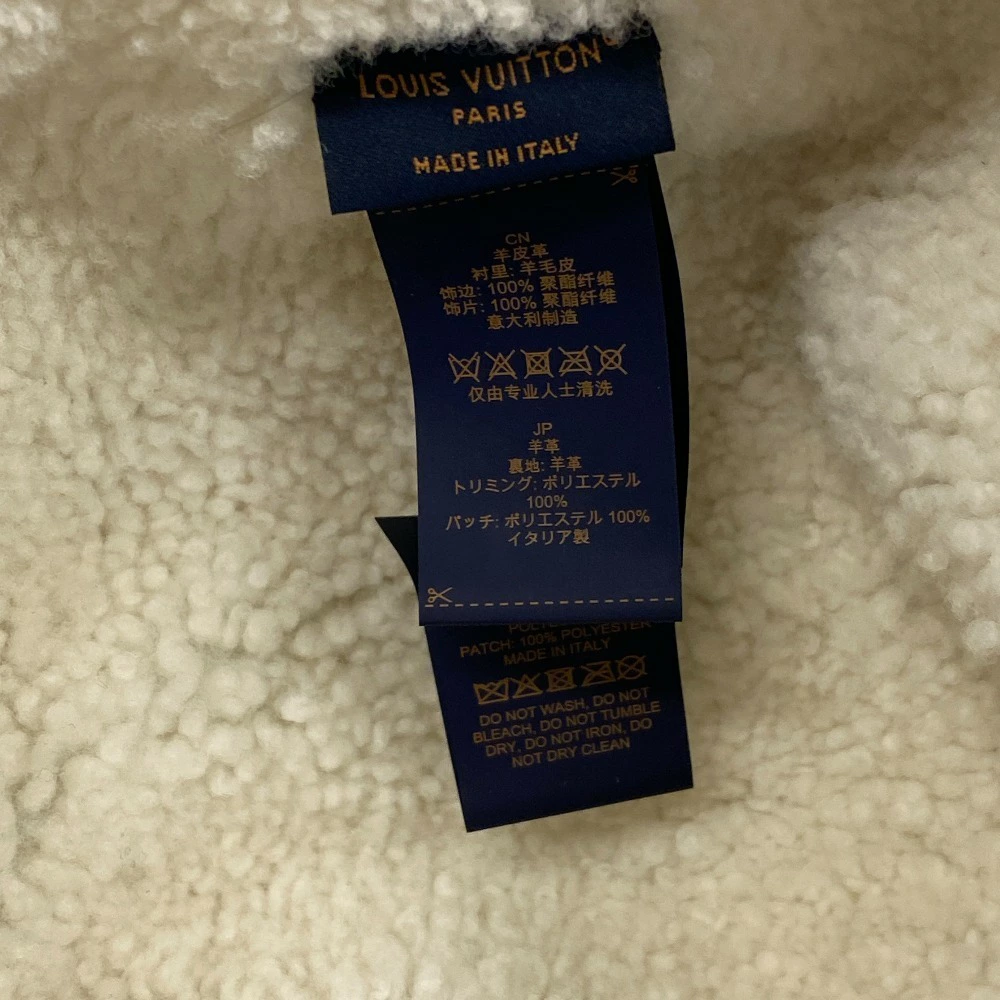 LOUIS VUITTON
PARIS
MADE IN ITALY
CN
羊皮革
衬里: 羊毛皮
饰边: 100% 聚酯纤维
饰片: 100% 聚酯纤维
意大利制造
仅由专业人士清洗
JP
羊革
裏地: 羊革
トリミング: ポリエステル
100%
パッチ: ポリエステル 100%
イタリア製
PATCH: 100% POLYESTER
MADE IN ITALY
DO NOT WASH, DO NOT
BLEACH, DO NOT TUMBLE
DRY, DO NOT IRON, DO
NOT DRY CLEAN